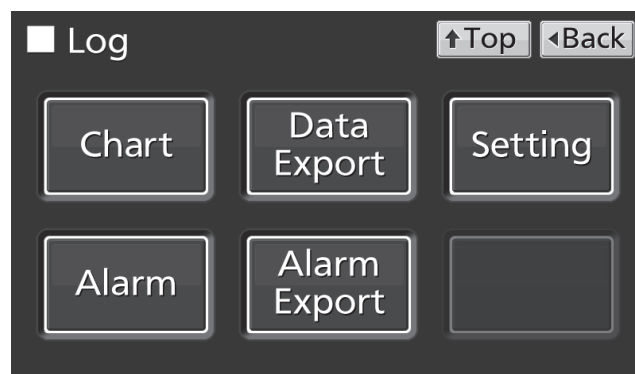 Log
↑Top
◂Back
Chart
Data
Export
Setting
Alarm
Alarm
Export